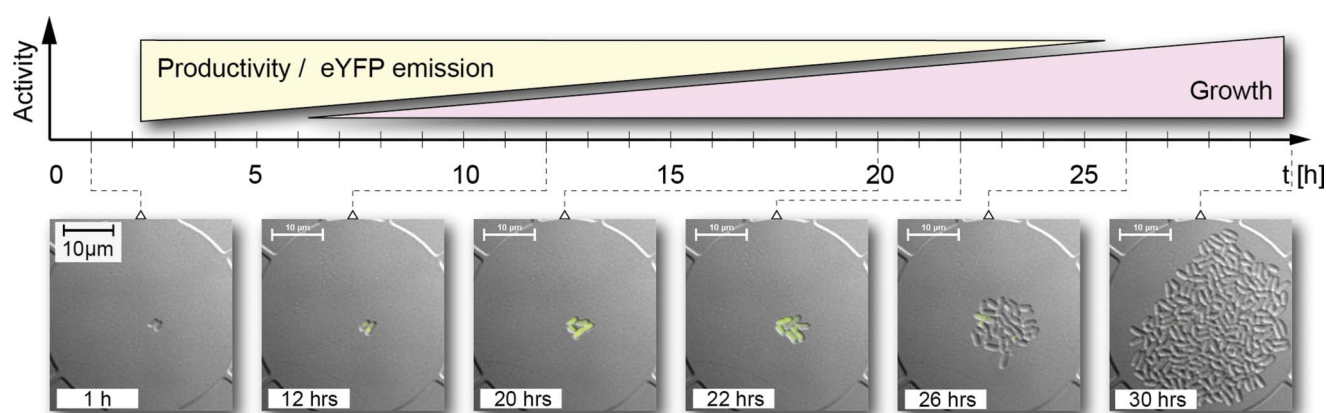 Activity
Productivity / eYFP emission
Growth
0 5 10 15 20 25 t [h]
10µm
10 µm
10 µm
10 µm
10 µm
10 µm
1 h
12 hrs
20 hrs
22 hrs
26 hrs
30 hrs